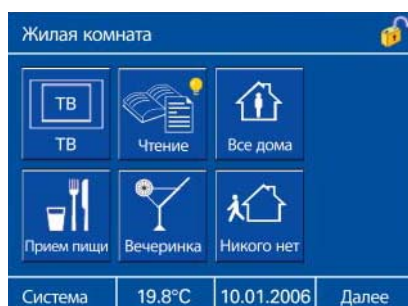 Жилая комната
ТВ
ТВ
Чтение
Все дома
Прием пищи
Вечеринка
Никого нет
Система
19.8°C
10.01.2006
Далее